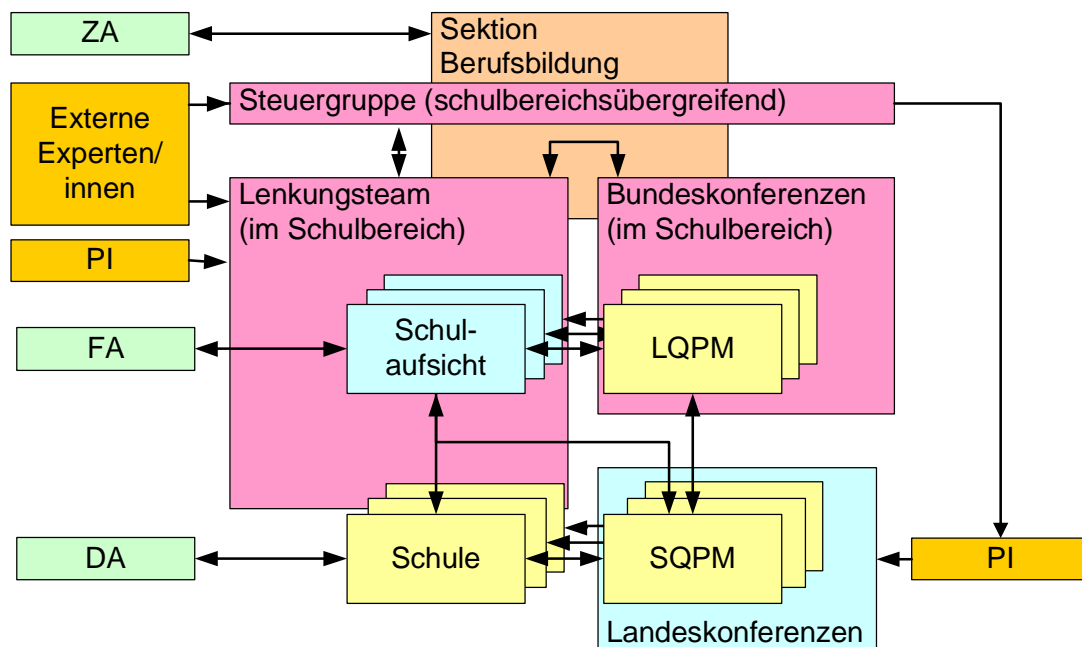 ZA
Sektion
Berufsbildung
Steuergruppe (schulbereichsübergreifend)
Externe
Experten/
innen
Lenkungsteam
(im Schulbereich)
Bundeskonferenzen
(im Schulbereich)
PI
FA
Schul-
aufsicht
LQPM
DA
Schule
SQPM
PI
Landeskonferenzen